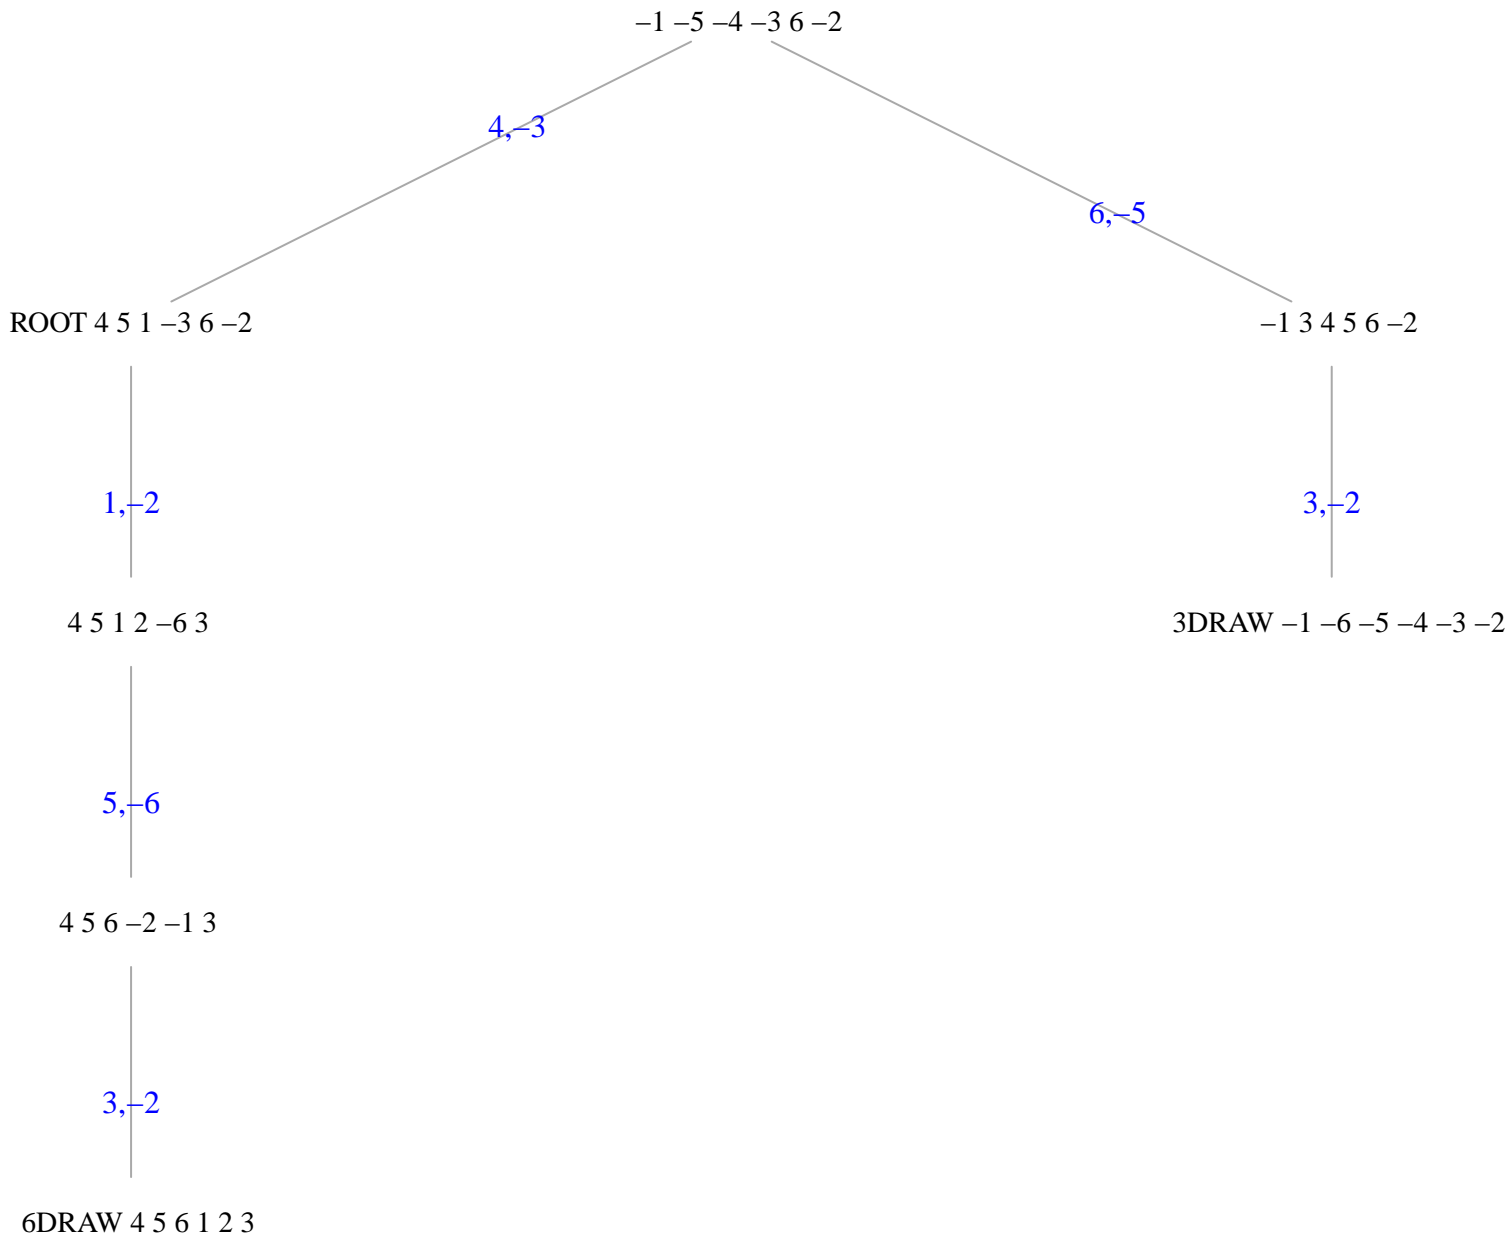 –1 –5 –4 –3 6 –2
4,–3
6,–5
ROOT 4 5 1 –3 6 –2
–1 3 4 5 6 –2
1,–2
3,–2
4 5 1 2 –6 3
3DRAW –1 –6 –5 –4 –3 –2
5,–6
4 5 6 –2 –1 3
3,–2
6DRAW 4 5 6 1 2 3